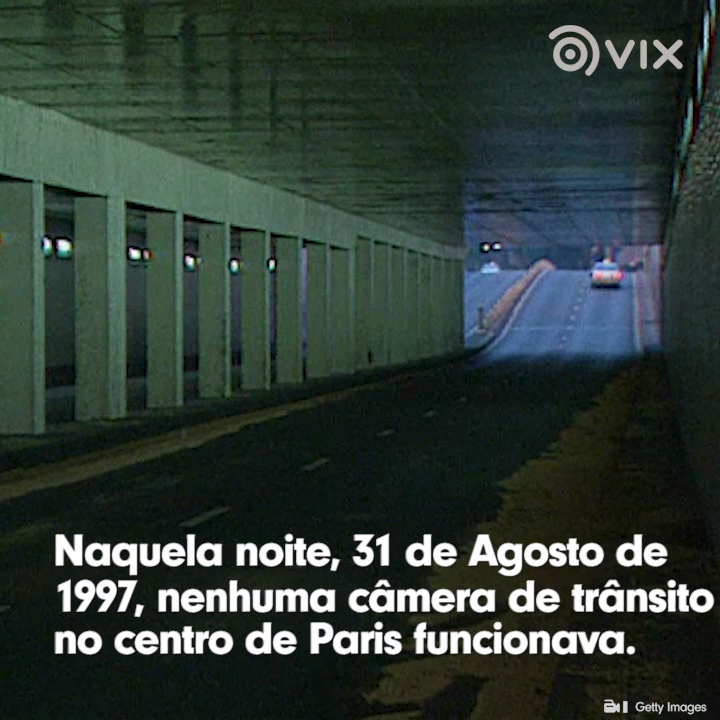 VIX
Naquela noite, 31 de Agosto de
1997, nenhuma câmera de trânsito
no centro de Paris funcionava.
Getty Images